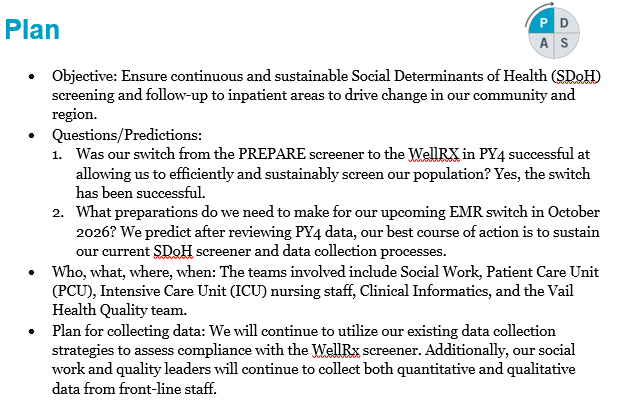 Plan
P D
A S
• Objective: Ensure continuous and sustainable Social Determinants of Health (SDoH)
screening and follow-up to inpatient areas to drive change in our community and
region.
• Questions/Predictions:
1. Was our switch from the PREPARE screener to the WellRX in PY4 successful at
allowing us to efficiently and sustainably screen our population? Yes, the switch
has been successful.
2. What preparations do we need to make for our upcoming EMR switch in October
2026? We predict after reviewing PY4 data, our best course of action is to sustain
our current SDoH screener and data collection processes.
• Who, what, where, when: The teams involved include Social Work, Patient Care Unit
(PCU), Intensive Care Unit (ICU) nursing staff, Clinical Informatics, and the Vail
Health Quality team.
• Plan for collecting data: We will continue to utilize our existing data collection
strategies to assess compliance with the WellRx screener. Additionally, our social
work and quality leaders will continue to collect both quantitative and qualitative
data from front-line staff.